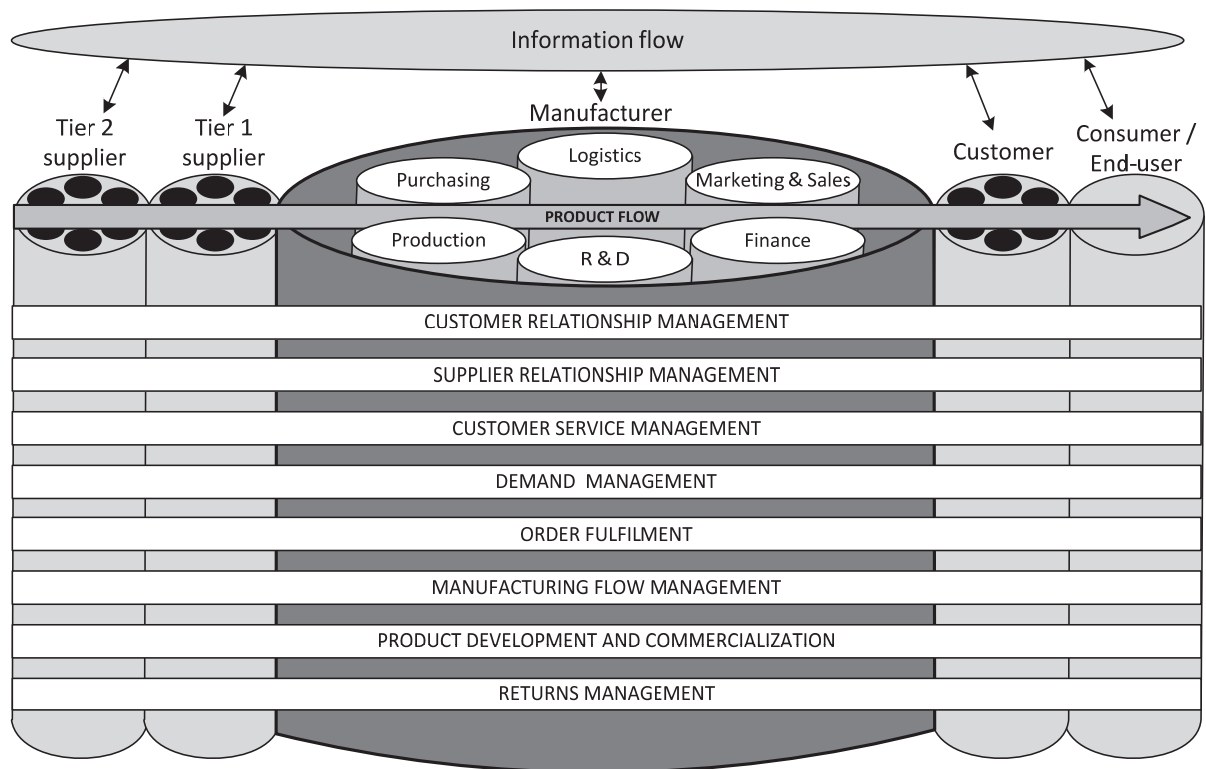 Information flow
Tier 2
supplier
Tier 1
supplier
Manufacturer
Customer
Consumer /
End-user
Logistics
Purchasing
Marketing & Sales
PRODUCT FLOW
Production
R & D
Finance
CUSTOMER RELATIONSHIP MANAGEMENT
SUPPLIER RELATIONSHIP MANAGEMENT
CUSTOMER SERVICE MANAGEMENT
DEMAND MANAGEMENT
ORDER FULFILMENT
MANUFACTURING FLOW MANAGEMENT
PRODUCT DEVELOPMENT AND COMMERCIALIZATION
RETURNS MANAGEMENT